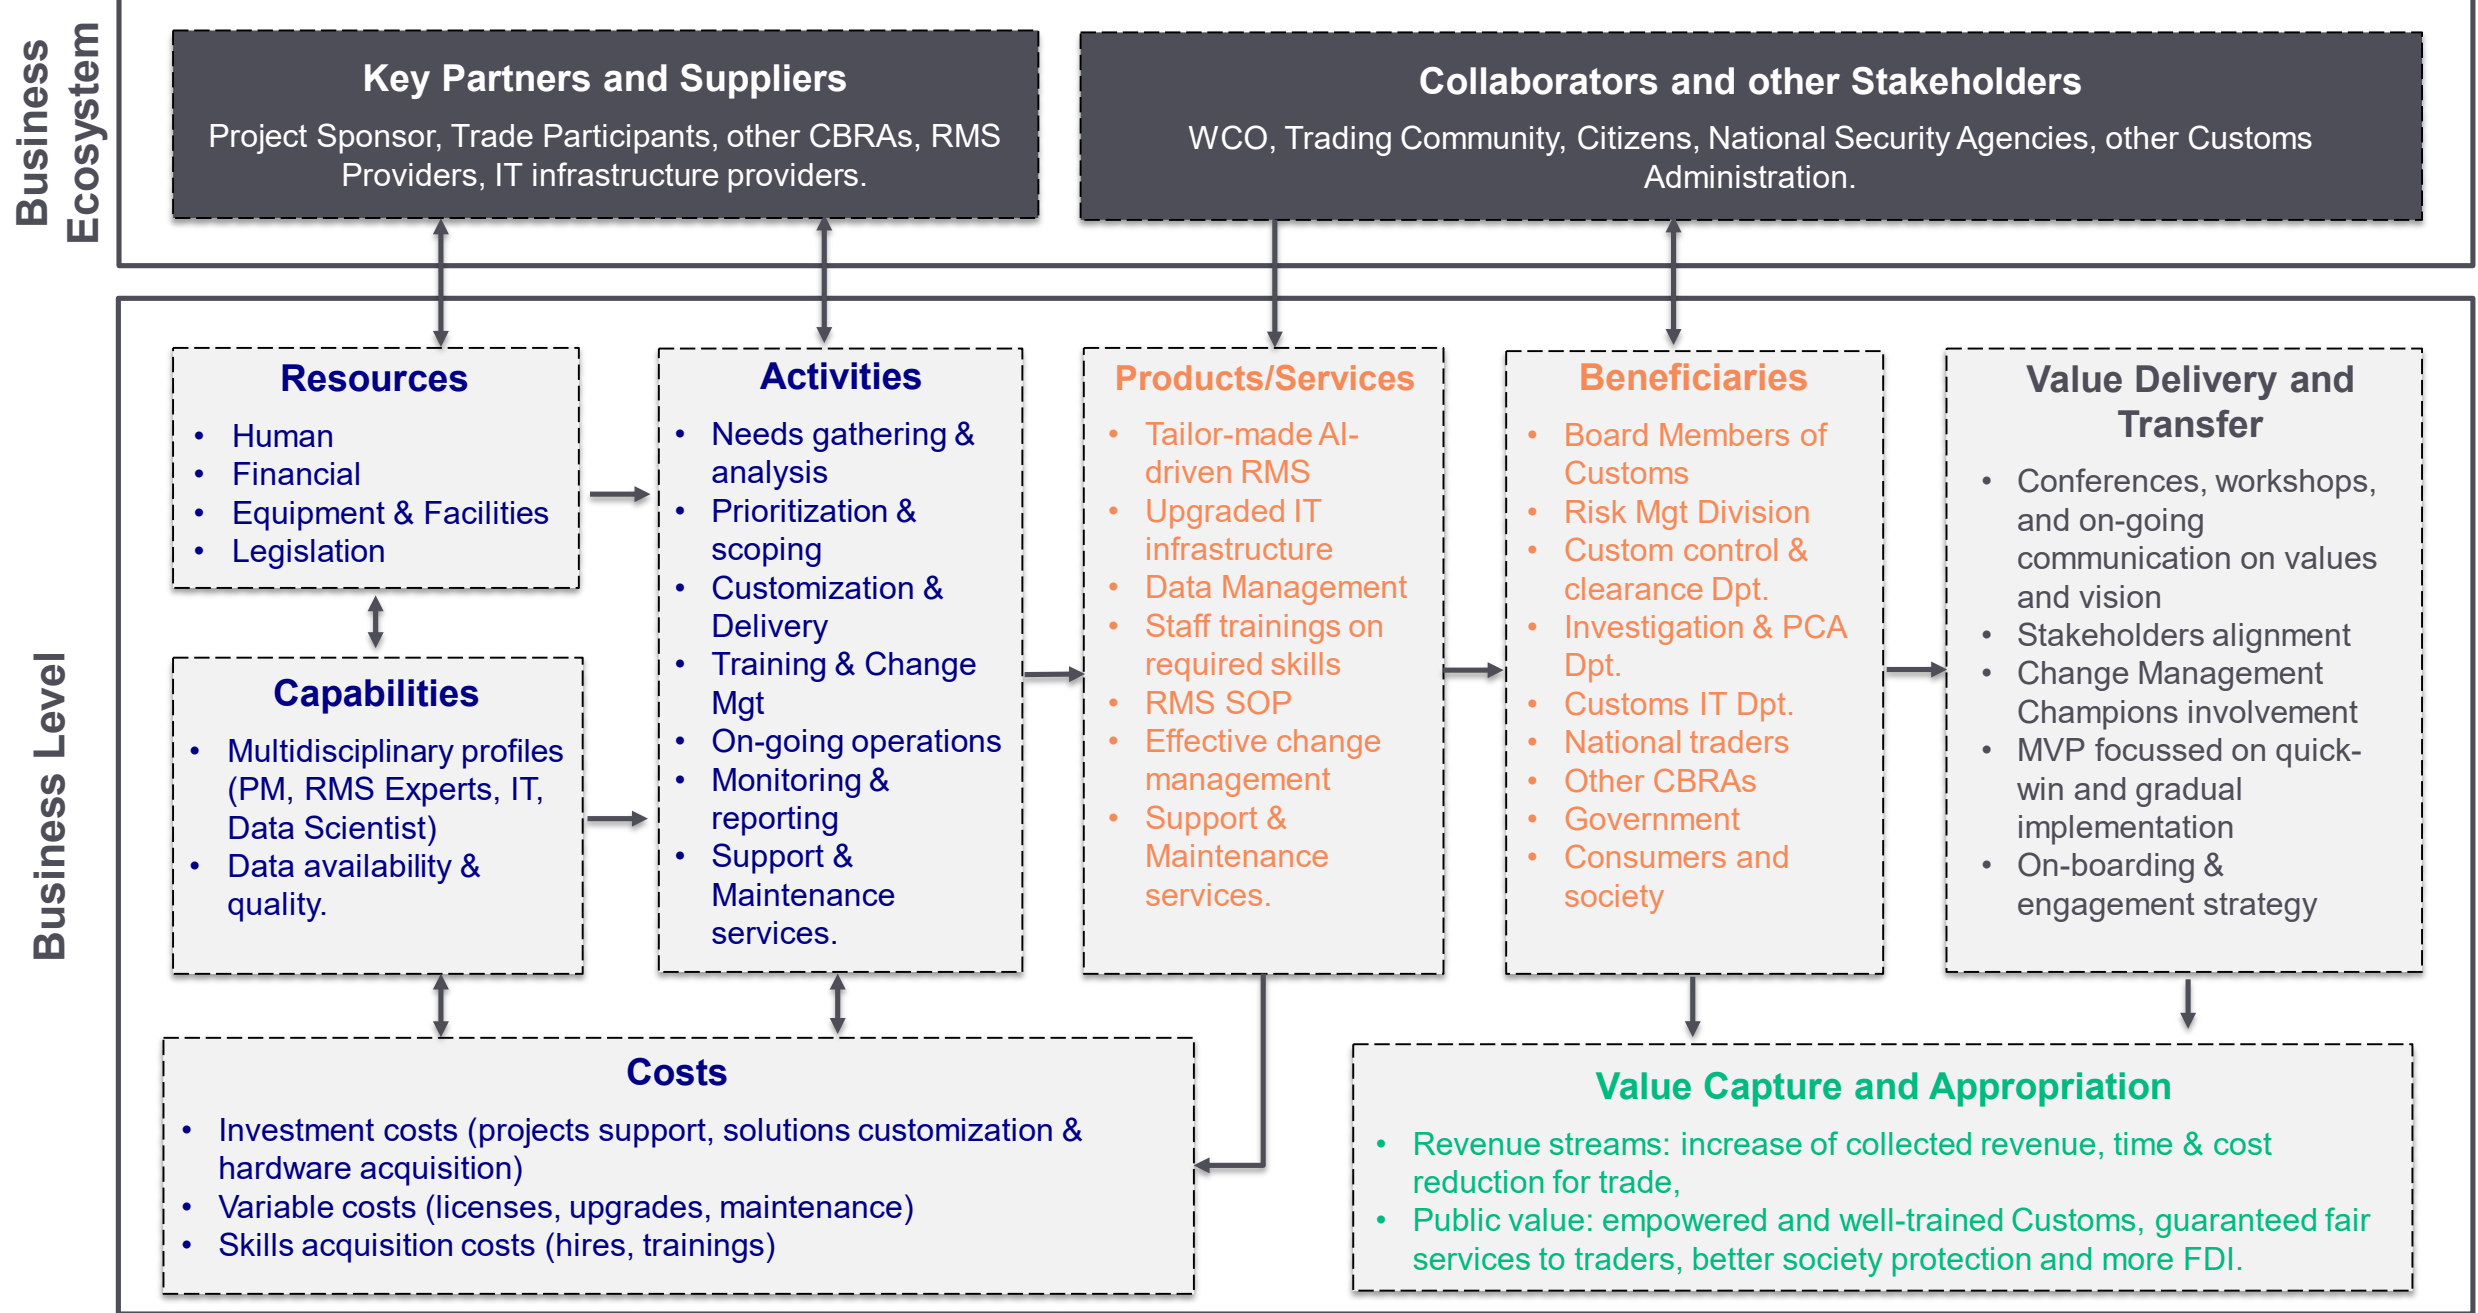 Business
Ecosystem
Key Partners and Suppliers
Project Sponsor, Trade Participants, other CBRAs, RMS
Providers, IT infrastructure providers.
Collaborators and other Stakeholders
WCO, Trading Community, Citizens, National Security Agencies, other Customs
Administration.
Business Level
Resources
• Human
• Financial
• Equipment & Facilities
• Legislation
Capabilities
• Multidisciplinary profiles
(PM, RMS Experts, IT,
Data Scientist)
• Data availability &
quality.
Activities
• Needs gathering &
analysis
• Prioritization &
scoping
• Customization &
Delivery
• Training & Change
Mgt
• On-going operations
• Monitoring &
reporting
• Support &
Maintenance
services.
Products/Services
• Tailor-made AI-
driven RMS
• Upgraded IT
infrastructure
• Data Management
• Staff trainings on
required skills
• RMS SOP
• Effective change
management
• Support &
Maintenance
services.
Beneficiaries
• Board Members of
Customs
• Risk Mgt Division
• Custom control &
clearance Dpt.
• Investigation & PCA
Dpt.
• Customs IT Dpt.
• National traders
• Other CBRAs
• Government
• Consumers and
society
Value Delivery and
Transfer
• Conferences, workshops,
and on-going
communication on values
and vision
• Stakeholders alignment
• Change Management
Champions involvement
• MVP focussed on quick-
win and gradual
implementation
• On-boarding &
engagement strategy
Costs
• Investment costs (projects support, solutions customization &
hardware acquisition)
• Variable costs (licenses, upgrades, maintenance)
• Skills acquisition costs (hires, trainings)
Value Capture and Appropriation
• Revenue streams: increase of collected revenue, time & cost
reduction for trade,
• Public value: empowered and well-trained Customs, guaranteed fair
services to traders, better society protection and more FDI.